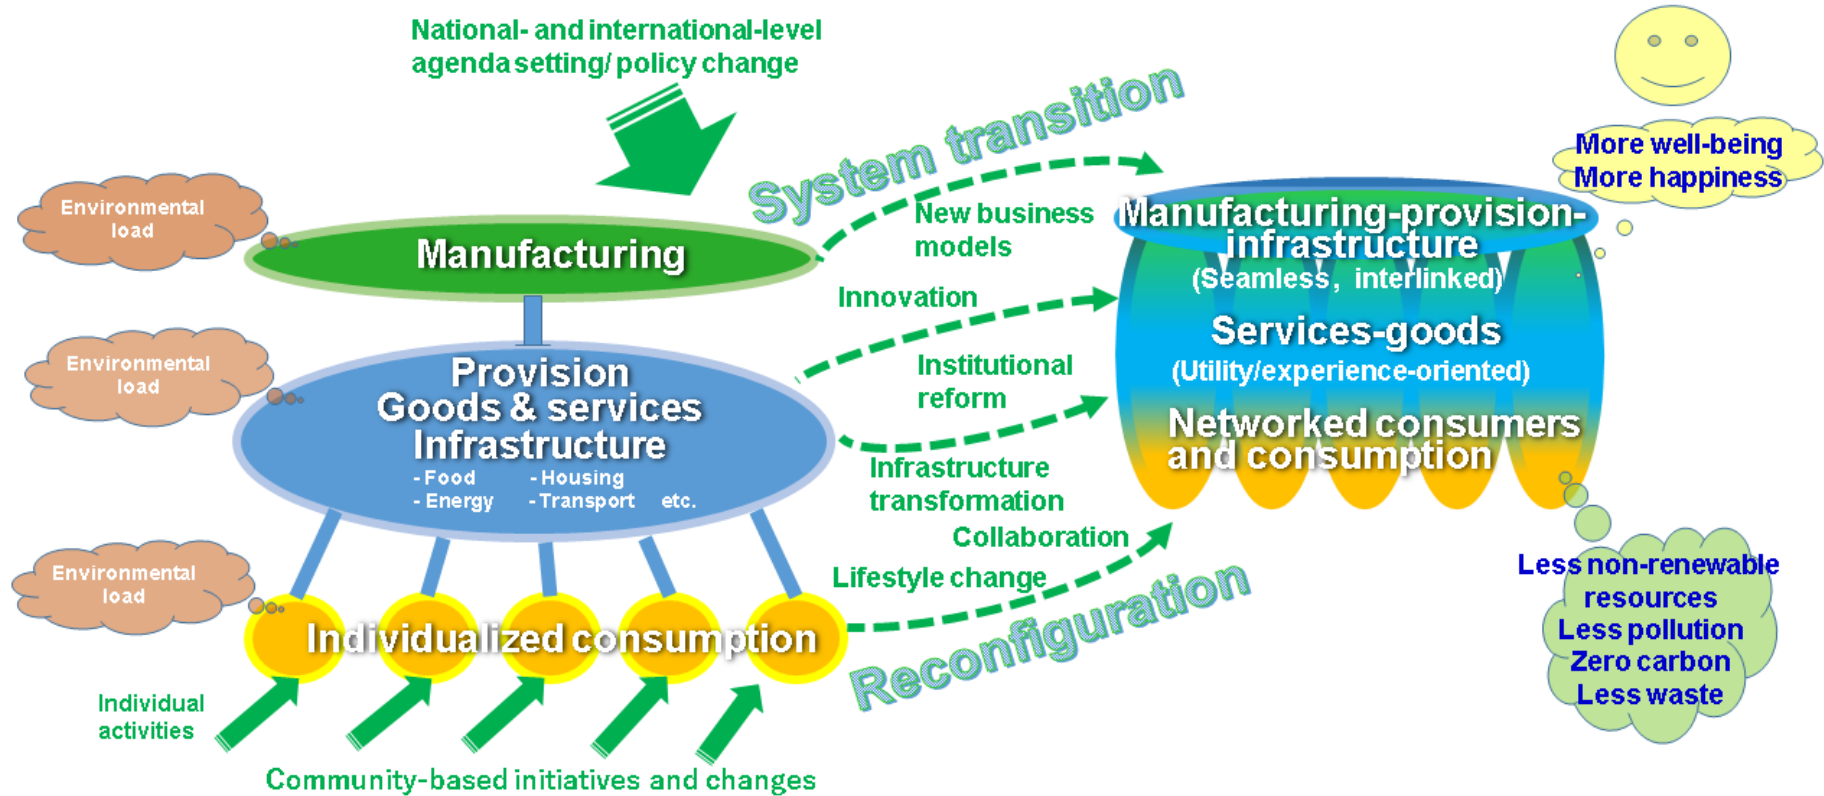 National- and international-level
agenda setting/ policy change
System transition
Environmental
load
Manufacturing
New business
models
Innovation
Environmental
load
Provision
Goods & services
Infrastructure
- Food
- Housing
- Energy
- Transport
etc.
Institutional
reform
Infrastructure
transformation
Collaboration
Lifestyle change
Reconfiguration
Environmental
load
Individualized consumption
Individual
activities
Community-based initiatives and changes
More well-being
More happiness
Manufacturing-provision-
infrastructure
(Seamless, interlinked)
Services-goods
(Utility/experience-oriented)
Networked consumers
and consumption
Less non-renewable
resources
Less pollution
Zero carbon
Less waste